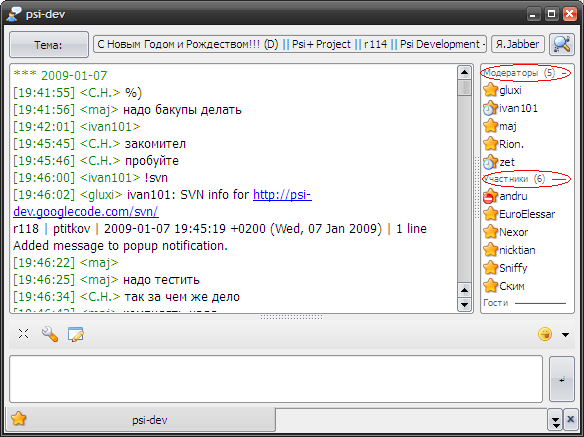 psi-dev
Тема: С Новым Годом и Рождеством!!! (D) || Psi+ Project || r114 || Psi Development - Я.Jabber
*** 2009-01-07
[19:41:55] <С.Н.> %)
[19:41:56] <maj> надо бакупы делать
[19:42:01] <ivan101>
[19:45:45] <С.Н.> закомител
[19:45:46] <С.Н.> пробуйте
[19:46:00] <ivan101> !svn
[19:46:02] <gluxi> ivan101: SVN info for http://psi-
dev.googlecode.com/svn/
r118 | ptitkov | 2009-01-07 19:45:19 +0200 (Wed, 07 Jan 2009) | 1 line
Added message to popup notification.
[19:46:22] <maj>
[19:46:25] <maj> надо тестить
[19:46:34] <С.Н.> так за чем же дело
Модераторы (5)
gluxi
ivan101
maj
Rion.
zet
Участники (6)
andru
EuroElessar
Nexor
nicktian
Sniffy
Ским
Гости
psi-dev